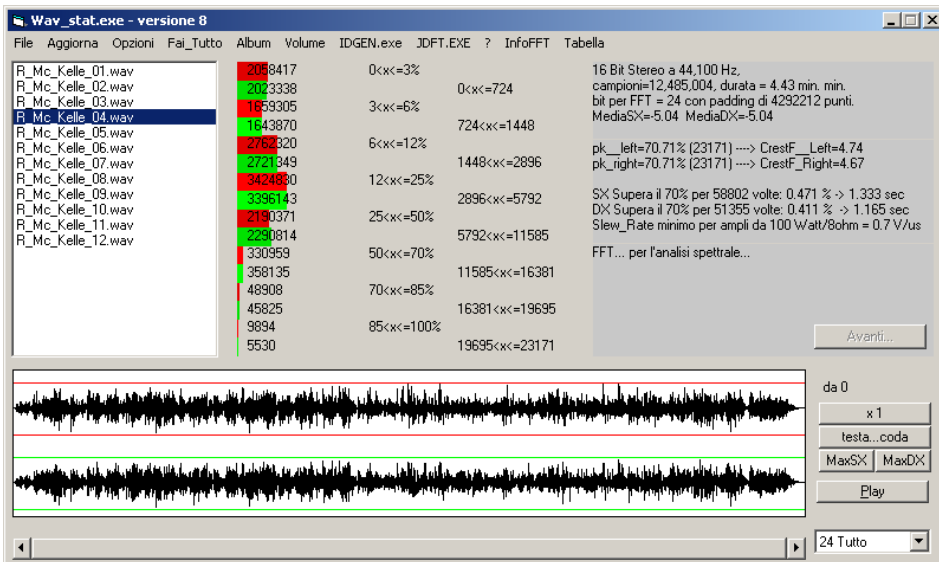 Wav_stat.exe - versione 8
File Aggiorna Opzioni Fai_Tutto Album Volume IDGEN.exe JDFT.EXE ? InfoFFT Tabella
R_Mc_Kelle_01.wav
R_Mc_Kelle_02.wav
R_Mc_Kelle_03.wav
R_Mc_Kelle_04.wav
R_Mc_Kelle_05.wav
R_Mc_Kelle_06.wav
R_Mc_Kelle_07.wav
R_Mc_Kelle_08.wav
R_Mc_Kelle_09.wav
R_Mc_Kelle_10.wav
R_Mc_Kelle_11.wav
R_Mc_Kelle_12.wav
2058417 0<x<=3%
2023338 0<x<=724
1659305 3<x<=6%
1643870 724<x<=1448
2762320 6<x<=12%
2721349 1448<x<=2896
3424830 12<x<=25%
3396143 2896<x<=5792
2190371 25<x<=50%
2290814 5792<x<=11585
330959 50<x<=70%
358135 11585<x<=16381
48908 70<x<=85%
45825 16381<x<=19695
9894 85<x<=100%
5530 19695<x<=23171
16 Bit Stereo a 44,100 Hz,
campioni=12,485,004, durata = 4.43 min. min.
bit per FFT = 24 con padding di 4292212 punti.
MediaSX=-5.04 MediaDX=-5.04
pk__left=70.71% (23171) ----> CrestF__Left=4.74
pk_right=70.71% (23171) ----> CrestF_Right=4.67
SX Supera il 70% per 58802 volte: 0.471 % -> 1.333 sec
DX Supera il 70% per 51355 volte: 0.411 % -> 1.165 sec
Slew_Rate minimo per ampli da 100 Watt/8ohm = 0.7 V/us
FFT... per l'analisi spettrale...
Avanti...
da 0
x 1
testa...coda
MaxSX MaxDX
Play
24 Tutto